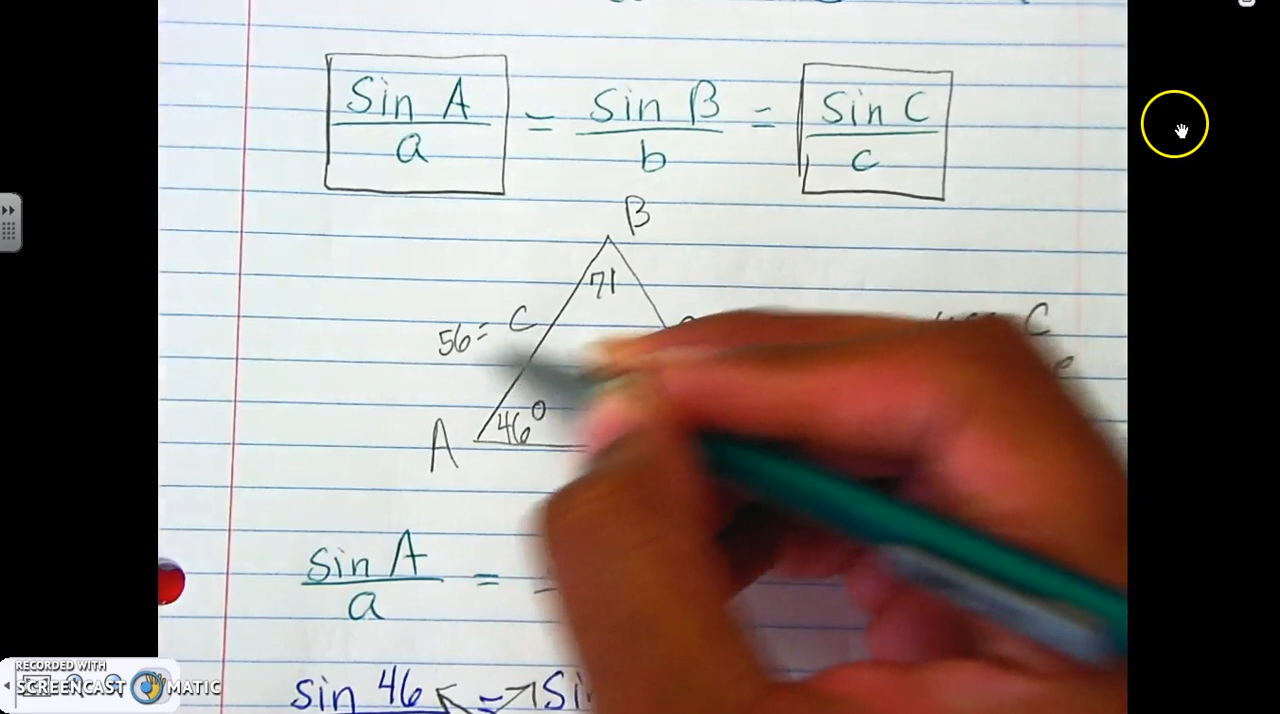 Sin A = Sin B = Sin C
a b c
B
71
56= C
C
A 46°
sin A =
a
sin 46 =
RECORDED WITH
SCREENCAST MATIC